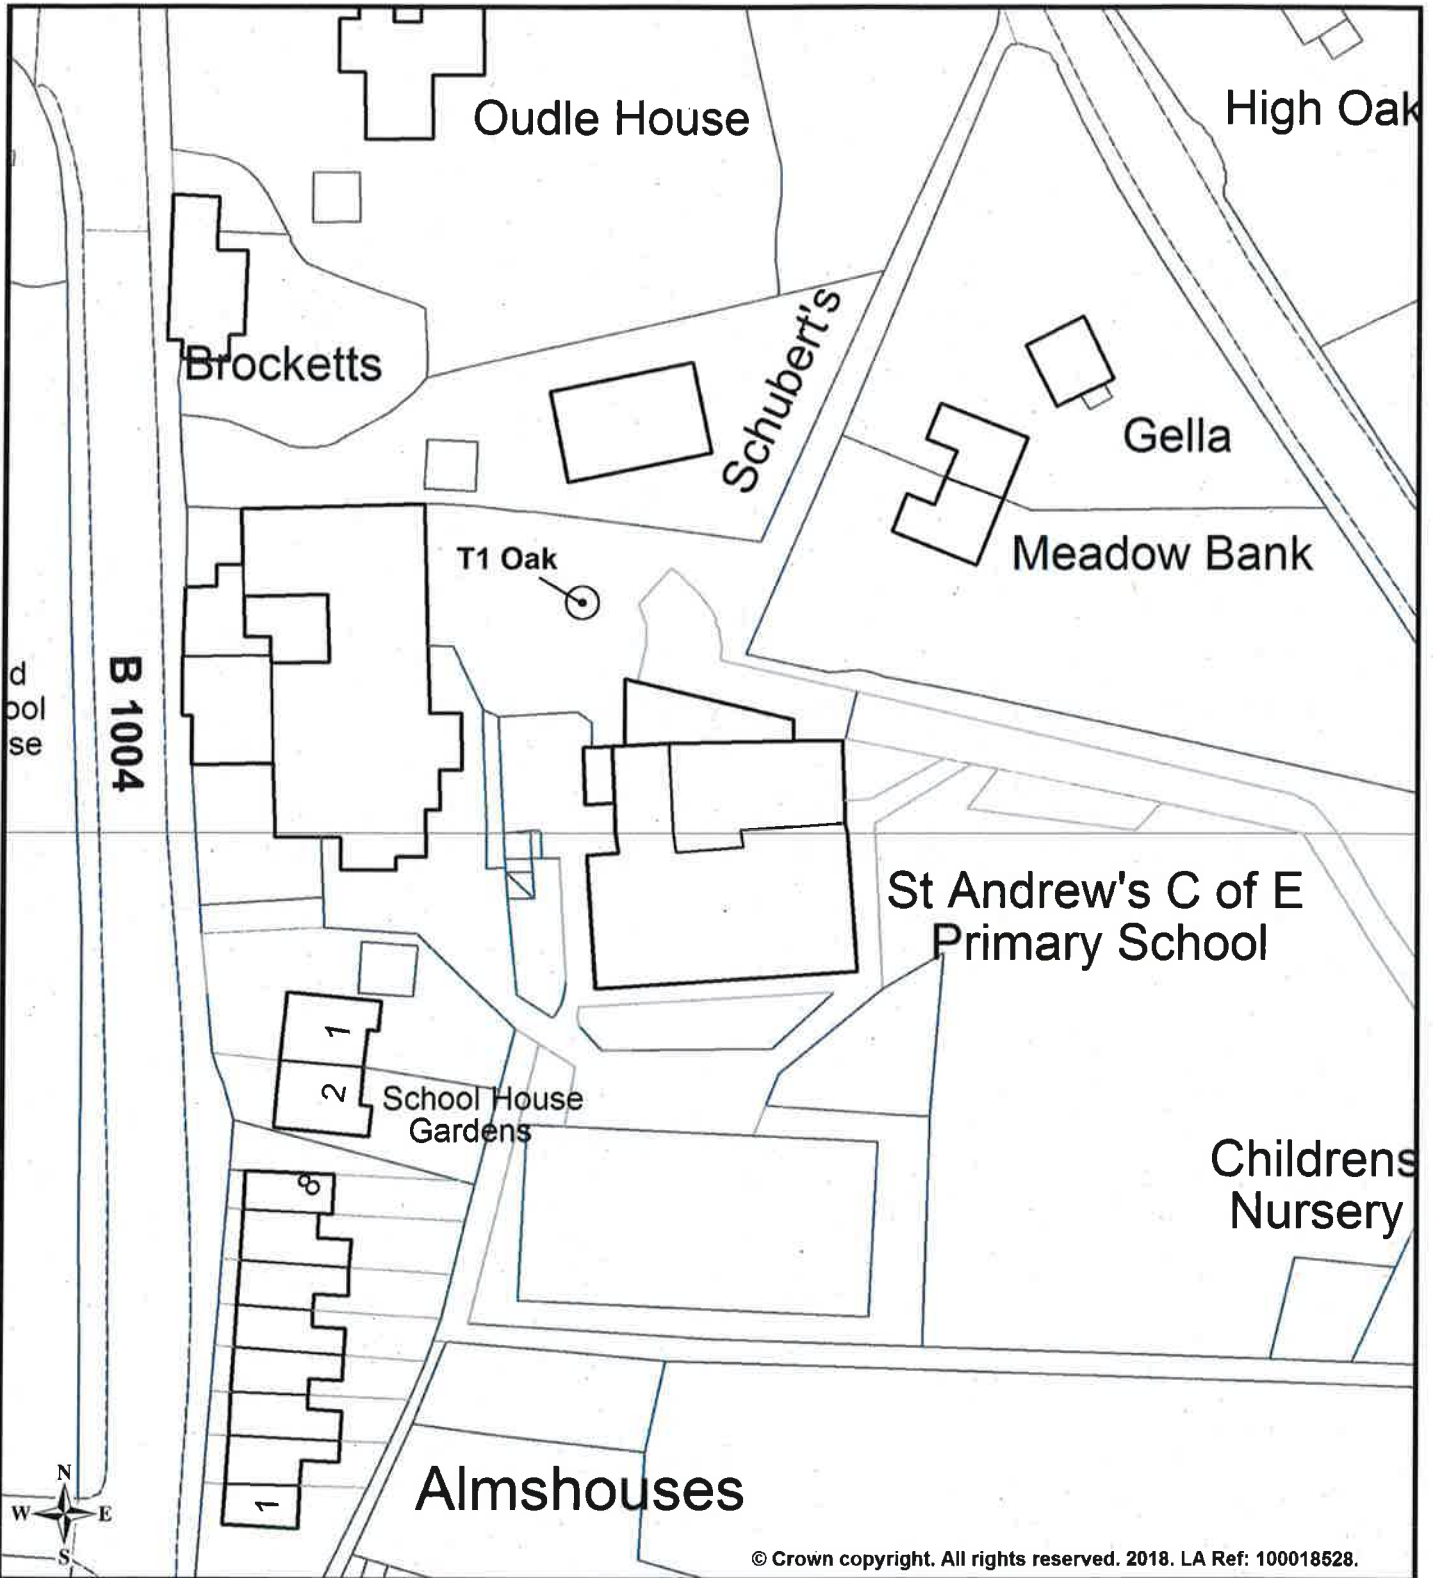 Oudle House
High Oak
Brocketts
Schubert's
Gella
T1 Oak
Meadow Bank
d
ool
se
B 1004
St Andrew's C of E
Primary School
1
2
School House
Gardens
8
Childrens
Nursery
1
Almshouses
N
W E
S
© Crown copyright. All rights reserved. 2018. LA Ref: 100018528.